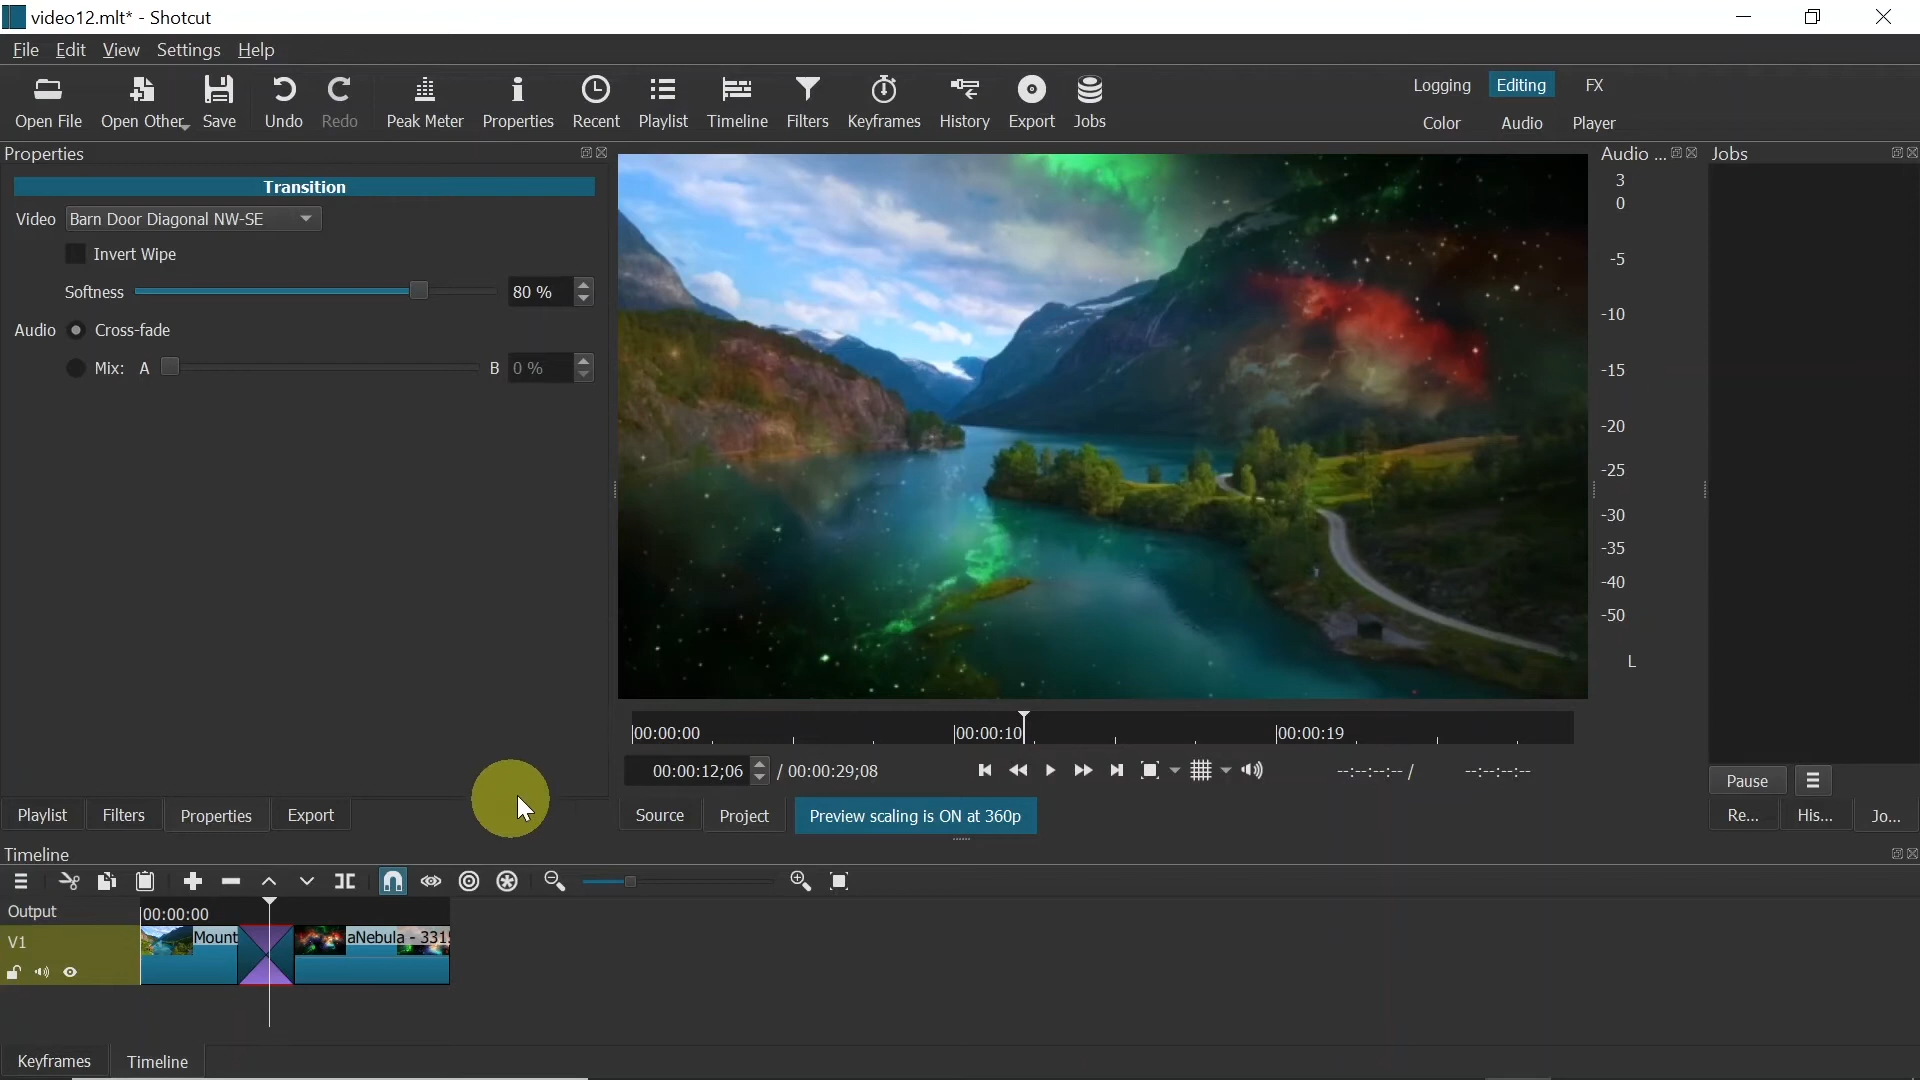 video12.mlt* - Shotcut
File Edit View Settings Help
Open File Open Other Save Undo Redo Peak Meter Properties Recent Playlist Timeline Filters Keyframes History Export Jobs
Logging Editing FX
Color Audio Player
Properties
Transition
Video Barn Door Diagonal NW-SE
Invert Wipe
Softness 80 %
Audio Cross-fade
Mix: A B 0 %
Audio ...
3
0
-5
-10
-15
-20
-25
-30
-35
-40
-50
L
Jobs
00:00:00 00:00:10 00:00:19
00:00:12;06 / 00:00:29;08 --:--:--:-- / --:--:--:--
Pause
Playlist Filters Properties Export
Source Project Preview scaling is ON at 360p
Re... His... Jo...
Timeline
Output 00:00:00
V1 Mount aNebula - 331
Keyframes Timeline